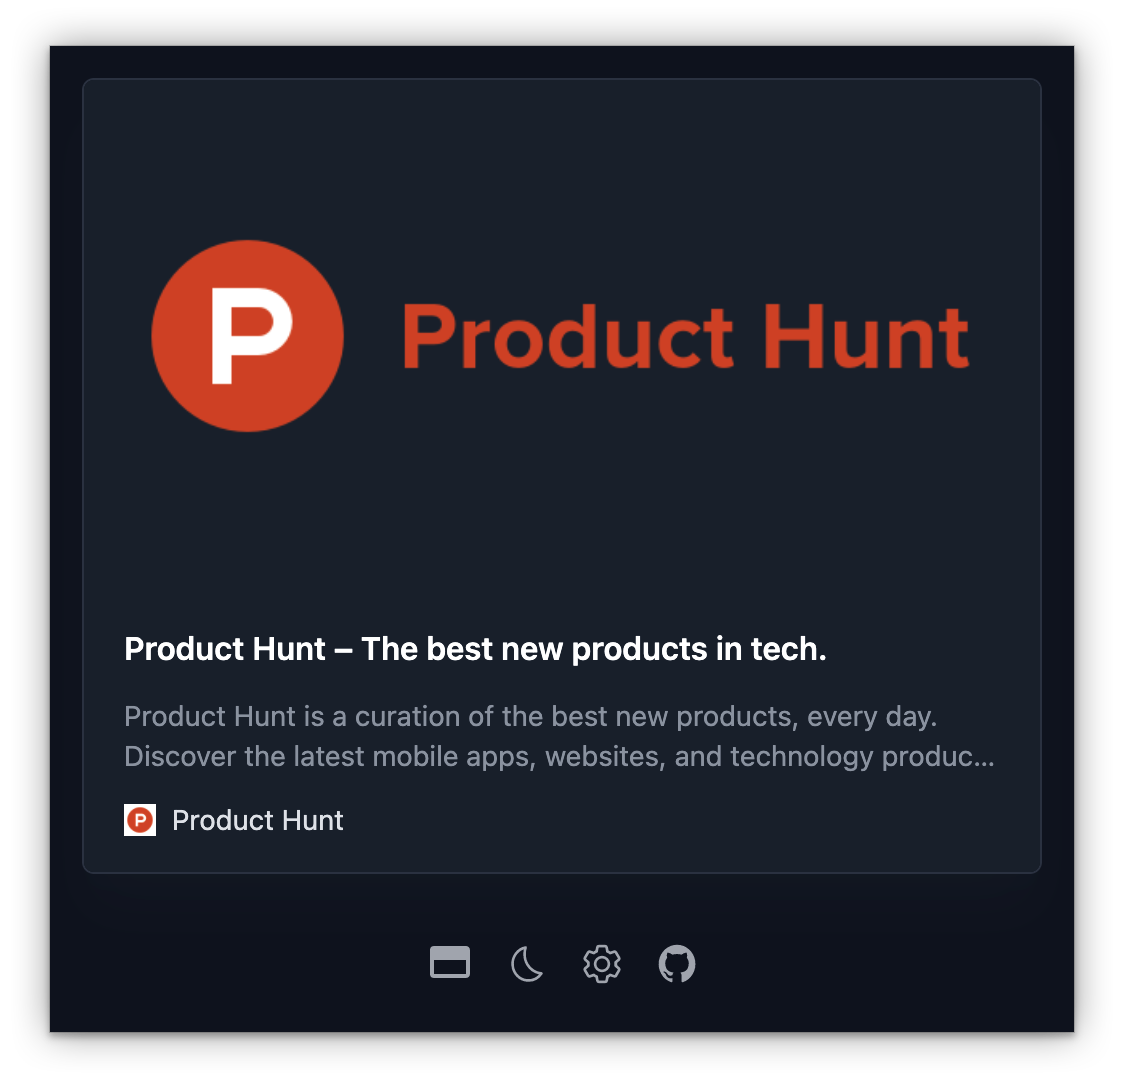 P Product Hunt
Product Hunt – The best new products in tech.
Product Hunt is a curation of the best new products, every day.
Discover the latest mobile apps, websites, and technology produc...
P Product Hunt